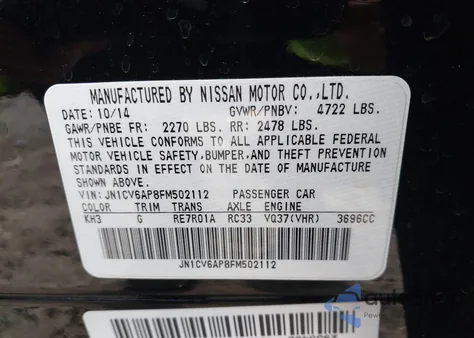 MANUFACTURED BY NISSAN MOTOR CO.,LTD.
DATE: 10/14 GVWR/PNBV: 4722 LBS.
GAWR/PNBE FR: 2270 LBS. RR: 2478 LBS.
THIS VEHICLE CONFORMS TO ALL APPLICABLE FEDERAL
MOTOR VEHICLE SAFETY, BUMPER, AND THEFT PREVENTION
STANDARDS IN EFFECT ON THE DATE OF MANUFACTURE
SHOWN ABOVE.
VIN: JN1CV6AP8FM502112 PASSENGER CAR
COLOR TRIM TRANS AXLE ENGINE
KH3 G RE7R01A RC33 VQ37(VHR) 3696CC
JN1CV6AP8FM502112